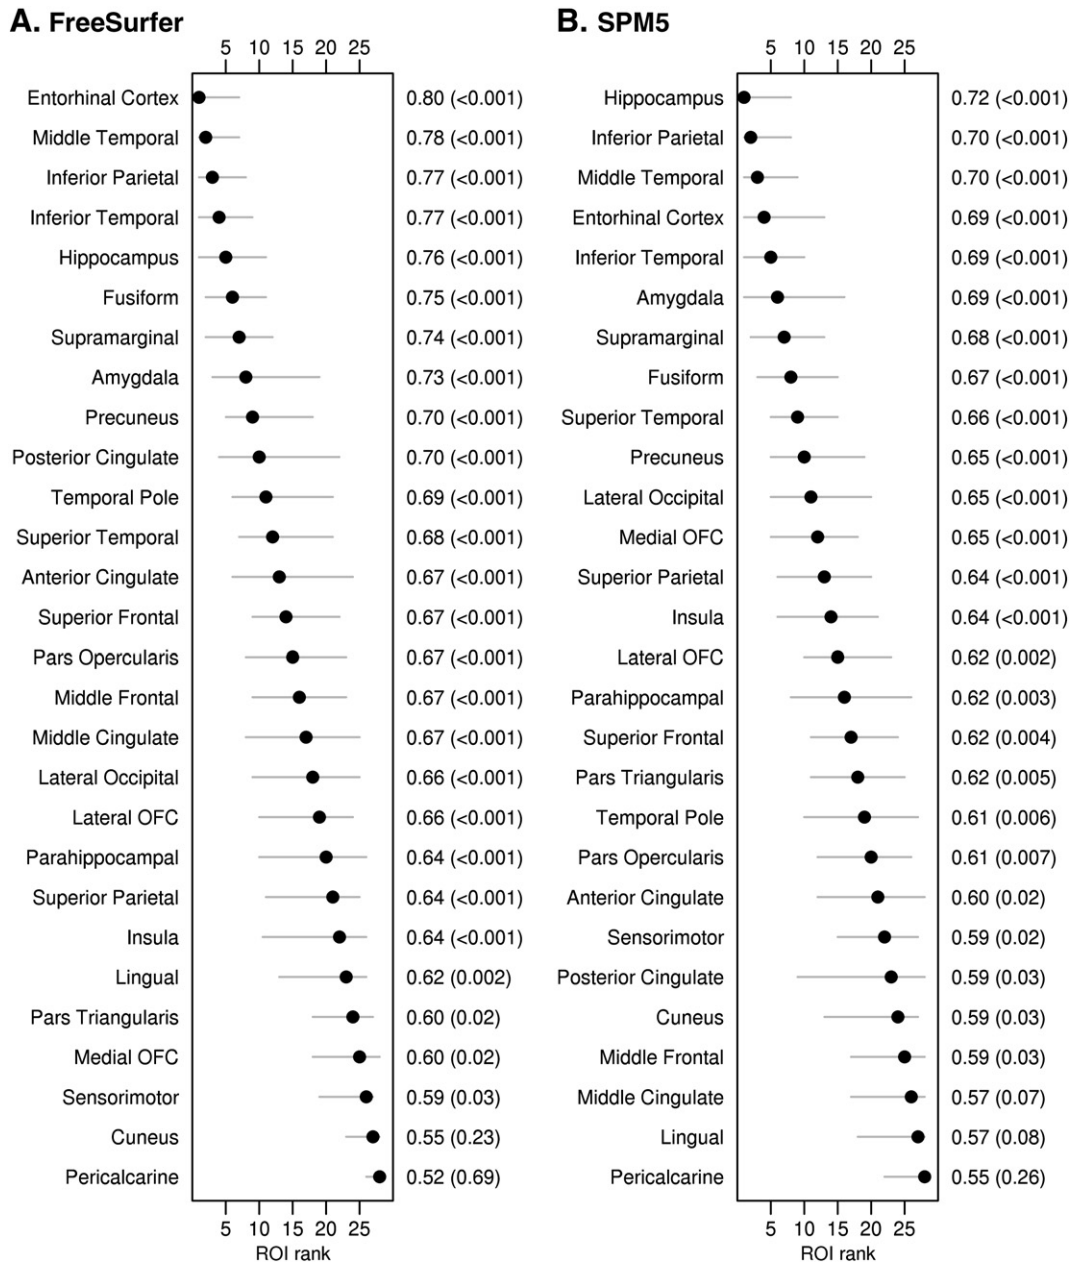 A. FreeSurfer
5 10 15 20 25
Entorhinal Cortex 0.80 (<0.001)
Middle Temporal 0.78 (<0.001)
Inferior Parietal 0.77 (<0.001)
Inferior Temporal 0.77 (<0.001)
Hippocampus 0.76 (<0.001)
Fusiform 0.75 (<0.001)
Supramarginal 0.74 (<0.001)
Amygdala 0.73 (<0.001)
Precuneus 0.70 (<0.001)
Posterior Cingulate 0.70 (<0.001)
Temporal Pole 0.69 (<0.001)
Superior Temporal 0.68 (<0.001)
Anterior Cingulate 0.67 (<0.001)
Superior Frontal 0.67 (<0.001)
Pars Opercularis 0.67 (<0.001)
Middle Frontal 0.67 (<0.001)
Middle Cingulate 0.67 (<0.001)
Lateral Occipital 0.66 (<0.001)
Lateral OFC 0.66 (<0.001)
Parahippocampal 0.64 (<0.001)
Superior Parietal 0.64 (<0.001)
Insula 0.64 (<0.001)
Lingual 0.62 (0.002)
Pars Triangularis 0.60 (0.02)
Medial OFC 0.60 (0.02)
Sensorimotor 0.59 (0.03)
Cuneus 0.55 (0.23)
Pericalcarine 0.52 (0.69)
5 10 15 20 25
ROI rank
B. SPM5
5 10 15 20 25
Hippocampus 0.72 (<0.001)
Inferior Parietal 0.70 (<0.001)
Middle Temporal 0.70 (<0.001)
Entorhinal Cortex 0.69 (<0.001)
Inferior Temporal 0.69 (<0.001)
Amygdala 0.69 (<0.001)
Supramarginal 0.68 (<0.001)
Fusiform 0.67 (<0.001)
Superior Temporal 0.66 (<0.001)
Precuneus 0.65 (<0.001)
Lateral Occipital 0.65 (<0.001)
Medial OFC 0.65 (<0.001)
Superior Parietal 0.64 (<0.001)
Insula 0.64 (<0.001)
Lateral OFC 0.62 (0.002)
Parahippocampal 0.62 (0.003)
Superior Frontal 0.62 (0.004)
Pars Triangularis 0.62 (0.005)
Temporal Pole 0.61 (0.006)
Pars Opercularis 0.61 (0.007)
Anterior Cingulate 0.60 (0.02)
Sensorimotor 0.59 (0.02)
Posterior Cingulate 0.59 (0.03)
Cuneus 0.59 (0.03)
Middle Frontal 0.59 (0.03)
Middle Cingulate 0.57 (0.07)
Lingual 0.57 (0.08)
Pericalcarine 0.55 (0.26)
5 10 15 20 25
ROI rank